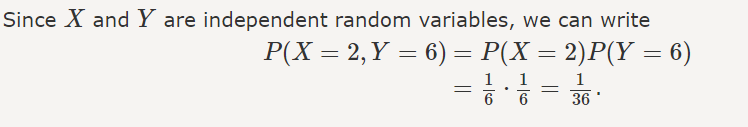 Since X and Y are independent random variables, we can write
P(X = 2, Y = 6) = P(X = 2)P(Y = 6)
= 1/6 · 1/6 = 1/36 .